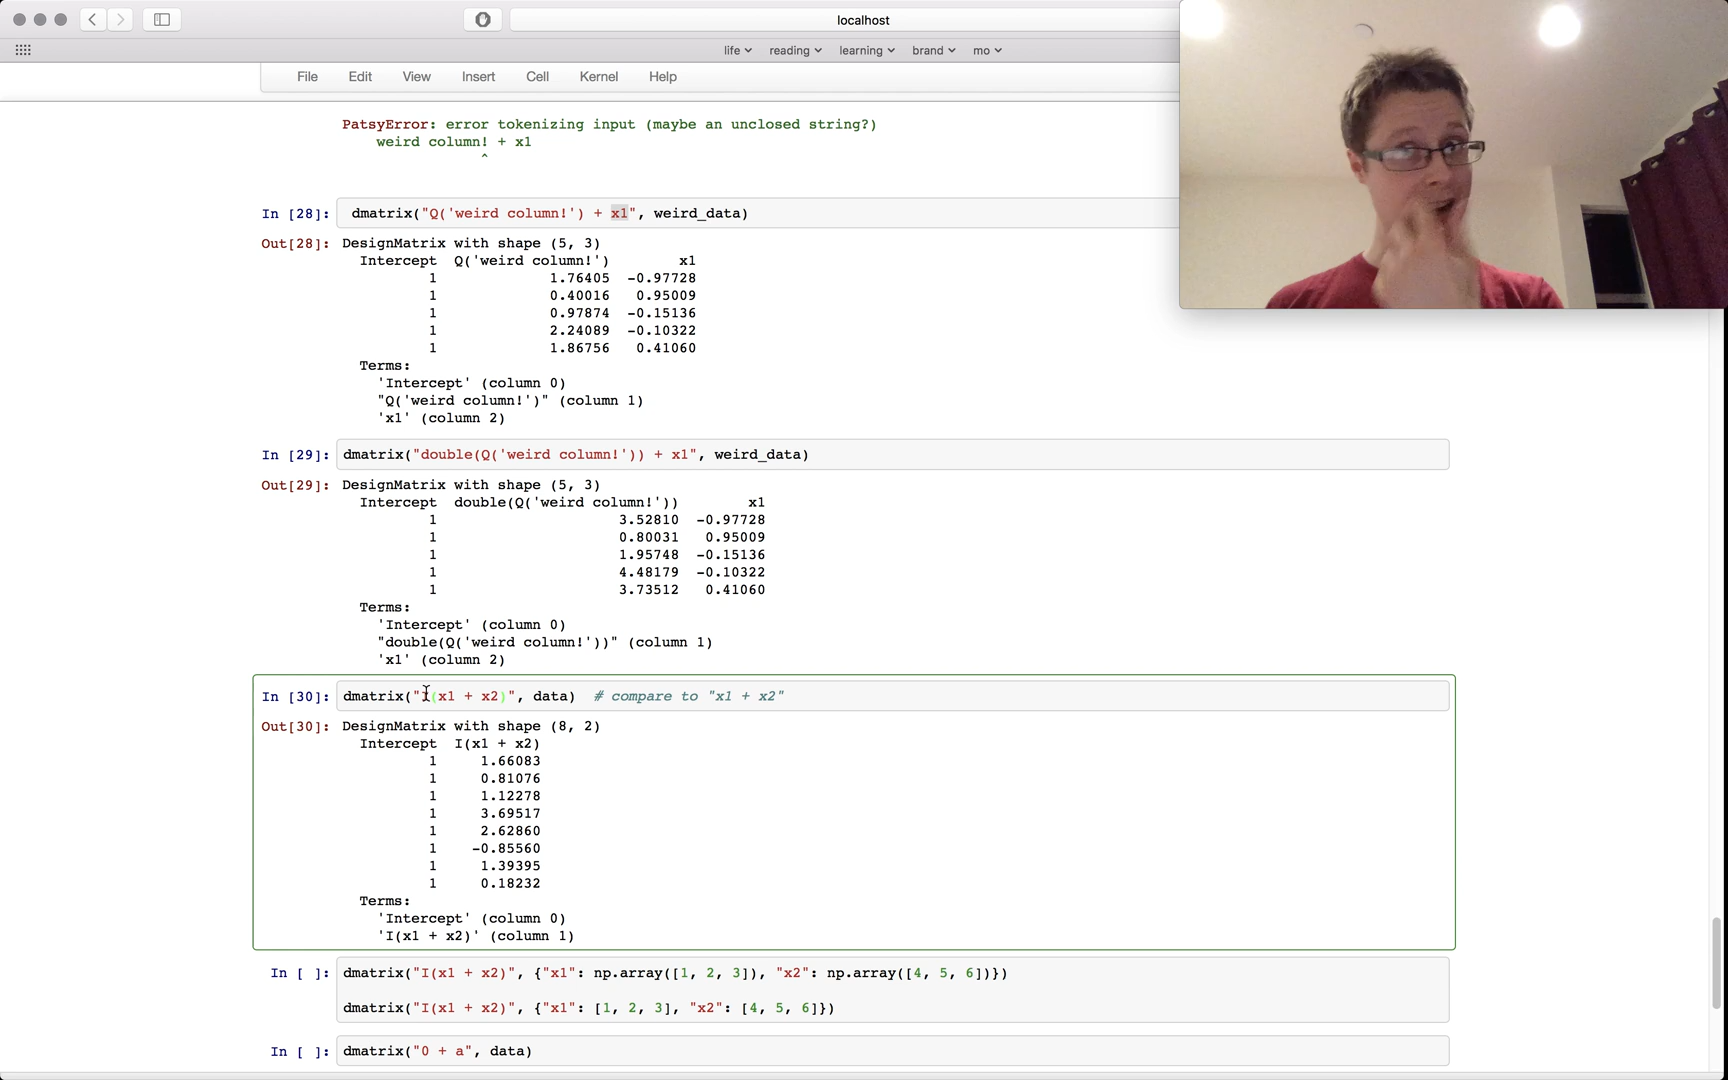 localhost
life reading learning brand mo
File Edit View Insert Cell Kernel Help
PatsyError: error tokenizing input (maybe an unclosed string?)
weird column! + x1
^
In [28]: dmatrix("Q('weird column!') + x1", weird_data)
Out[28]: DesignMatrix with shape (5, 3)
Intercept Q('weird column!') x1
1 1.76405 -0.97728
1 0.40016 0.95009
1 0.97874 -0.15136
1 2.24089 -0.10322
1 1.86756 0.41060
Terms:
'Intercept' (column 0)
"Q('weird column!')" (column 1)
'x1' (column 2)
In [29]: dmatrix("double(Q('weird column!')) + x1", weird_data)
Out[29]: DesignMatrix with shape (5, 3)
Intercept double(Q('weird column!')) x1
1 3.52810 -0.97728
1 0.80031 0.95009
1 1.95748 -0.15136
1 4.48179 -0.10322
1 3.73512 0.41060
Terms:
'Intercept' (column 0)
"double(Q('weird column!'))" (column 1)
'x1' (column 2)
In [30]: dmatrix("I(x1 + x2)", data) # compare to "x1 + x2"
Out[30]: DesignMatrix with shape (8, 2)
Intercept I(x1 + x2)
1 1.66083
1 0.81076
1 1.12278
1 3.69517
1 2.62860
1 -0.85560
1 1.39395
1 0.18232
Terms:
'Intercept' (column 0)
'I(x1 + x2)' (column 1)
In [ ]: dmatrix("I(x1 + x2)", {"x1": np.array([1, 2, 3]), "x2": np.array([4, 5, 6])})
dmatrix("I(x1 + x2)", {"x1": [1, 2, 3], "x2": [4, 5, 6]})
In [ ]: dmatrix("0 + a", data)